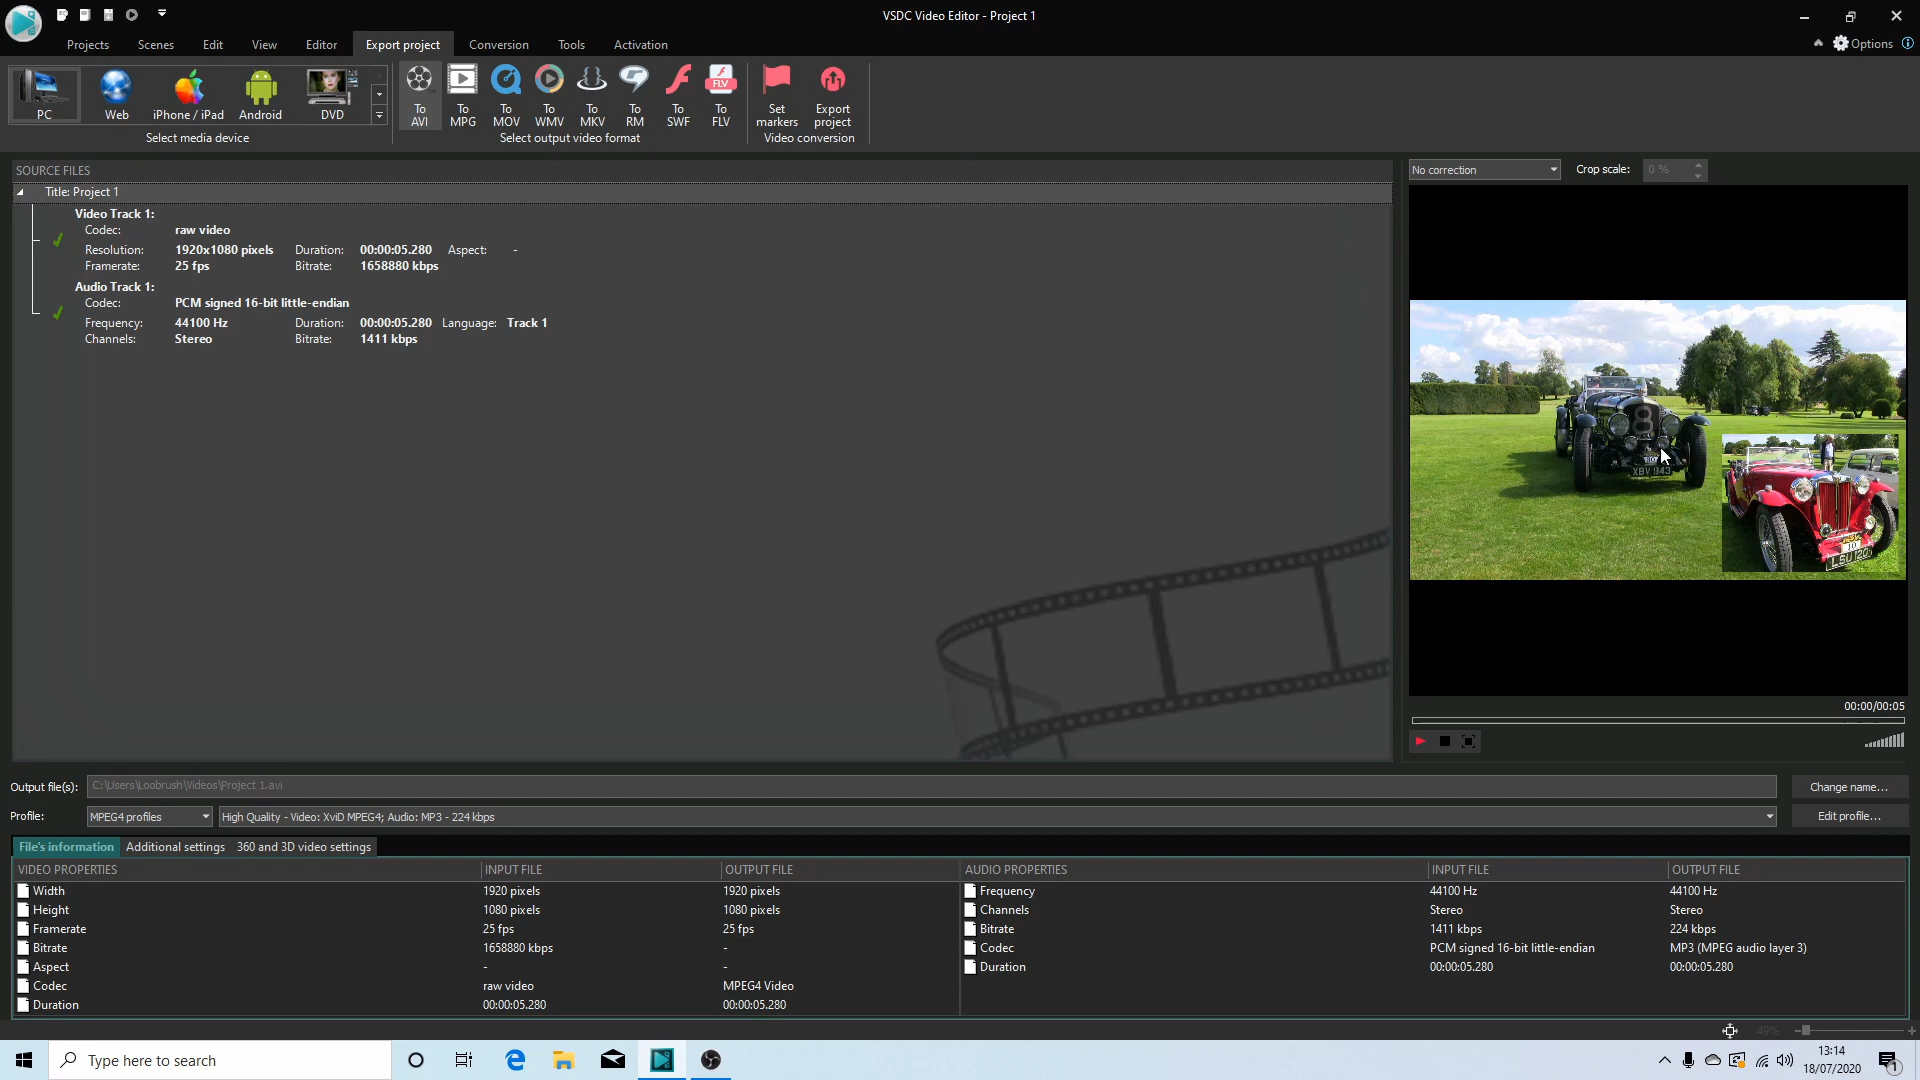 VSDC Video Editor - Project 1
Projects Scenes Edit View Editor Export project Conversion Tools Activation Options
PC Web iPhone / iPad Android DVD
Select media device
To AVI To MPG To MOV To WMV To MKV To RM To SWF To FLV
FLV
Select output video format
Set markers Export project
Video conversion
SOURCE FILES
Title: Project 1
Video Track 1:
Codec: raw video
Resolution: 1920x1080 pixels Duration: 00:00:05.280 Aspect: -
Framerate: 25 fps Bitrate: 1658880 kbps
Audio Track 1:
Codec: PCM signed 16-bit little-endian
Frequency: 44100 Hz Duration: 00:00:05.280 Language: Track 1
Channels: Stereo Bitrate: 1411 kbps
No correction Crop scale: 0 %
8
XBV 943
10
LSU 120
00:00/00:05
Output file(s): C:\Users\Loobrush\Videos\Project 1.avi Change name...
Profile: MPEG4 profiles High Quality - Video: XviD MPEG4; Audio: MP3 - 224 kbps Edit profile...
File's information Additional settings 360 and 3D video settings
VIDEO PROPERTIES INPUT FILE OUTPUT FILE AUDIO PROPERTIES INPUT FILE OUTPUT FILE
Width 1920 pixels 1920 pixels Frequency 44100 Hz 44100 Hz
Height 1080 pixels 1080 pixels Channels Stereo Stereo
Framerate 25 fps 25 fps Bitrate 1411 kbps 224 kbps
Bitrate 1658880 kbps - Codec PCM signed 16-bit little-endian MP3 (MPEG audio layer 3)
Aspect - - Duration 00:00:05.280 00:00:05.280
Codec raw video MPEG4 Video
Duration 00:00:05.280 00:00:05.280
49%
Type here to search
13:14
18/07/2020
1